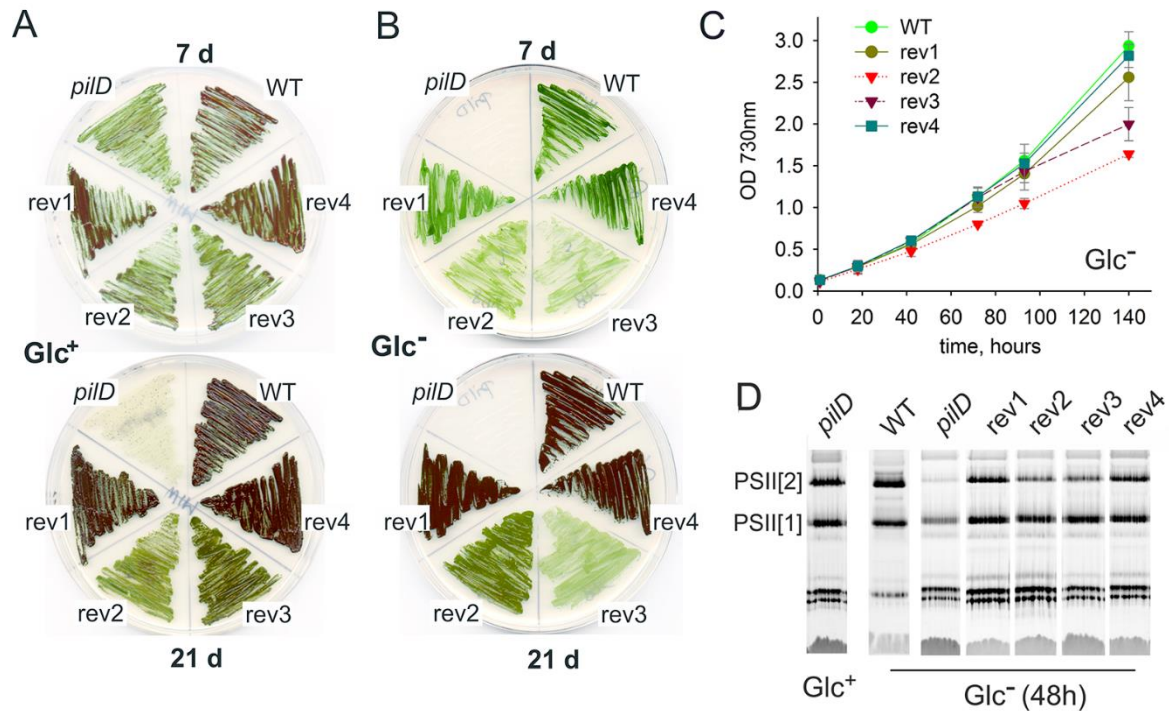 A
7 d
pilD
WT
rev1
rev4
rev2
rev3
Glc⁺
pilD
WT
rev1
rev4
rev2
rev3
21 d
B
7 d
pilD
WT
rev1
rev4
rev2
rev3
Glc⁻
pilD
WT
rev1
rev4
rev2
rev3
21 d
C
3.0
2.5
2.0
1.5
1.0
0.5
0.0
OD 730nm
WT
rev1
rev2
rev3
rev4
Glc⁻
0 20 40 60 80 100 120 140
time, hours
D
pilD WT pilD rev1 rev2 rev3 rev4
PSII[2]
PSII[1]
Glc⁺
Glc⁻ (48h)